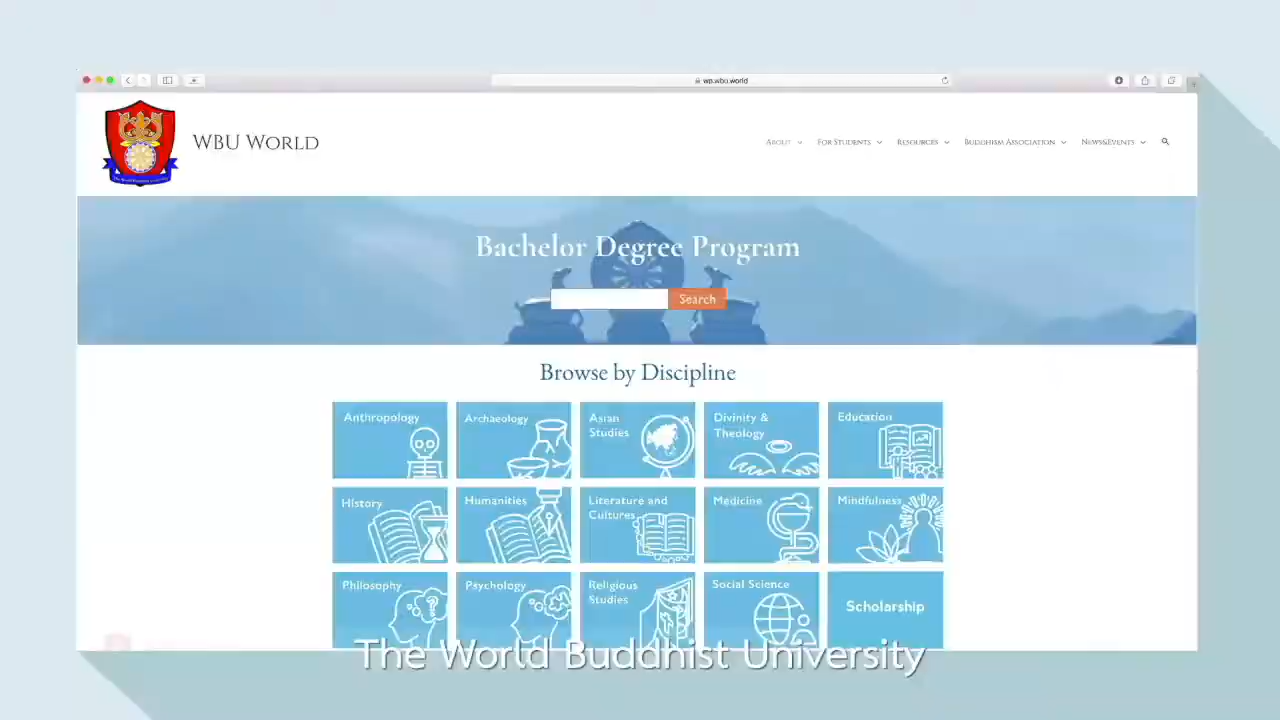 wp.wbu.world
WBU World
About
For Students
Resources
Buddhism Association
News&Events
Bachelor Degree Program
Search
Browse by Discipline
Anthropology
Archaeology
Asian
Studies
Divinity &
Theology
Education
History
Humanities
Literature and
Cultures
Medicine
Mindfulness
Philosophy
Psychology
Religious
Studies
Social Science
Scholarship
The World Buddhist University